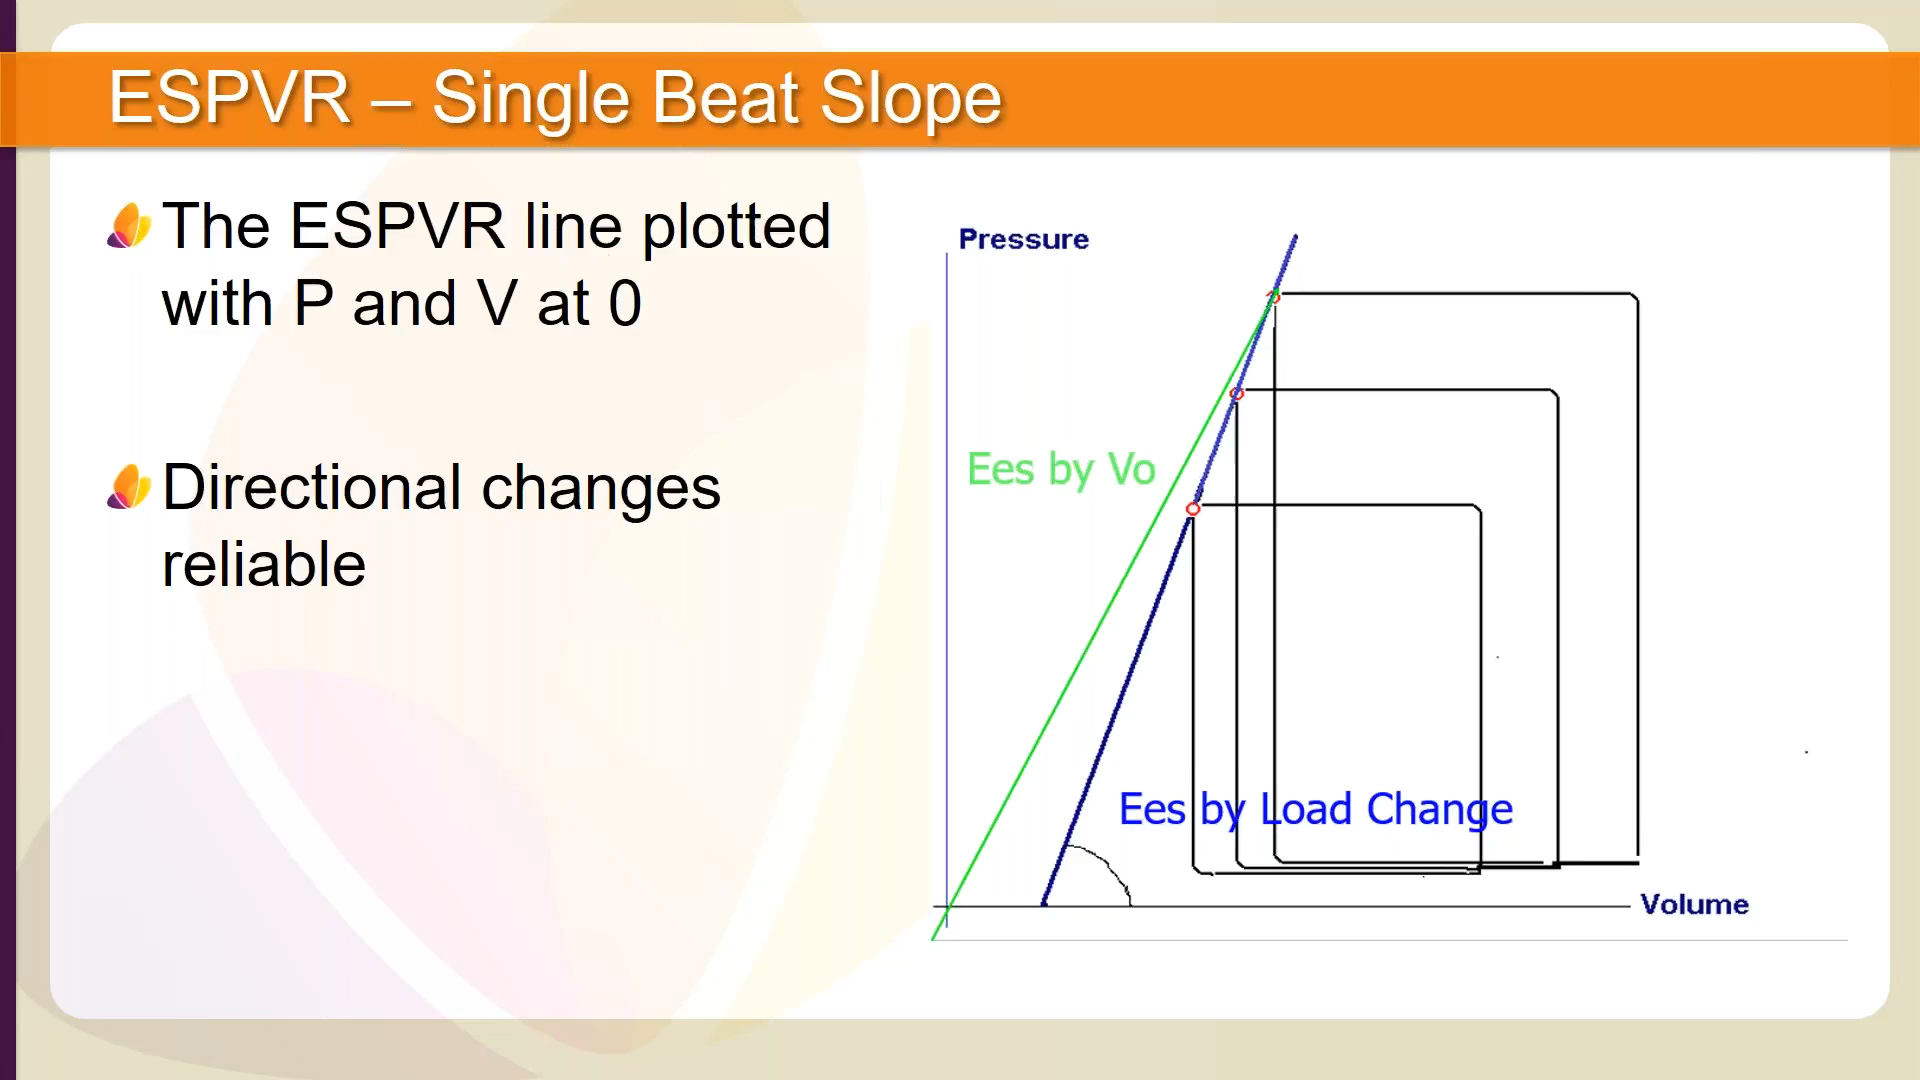 ESPVR – Single Beat Slope
The ESPVR line plotted
with P and V at 0
Directional changes
reliable
Pressure
Ees by Vo
Ees by Load Change
Volume